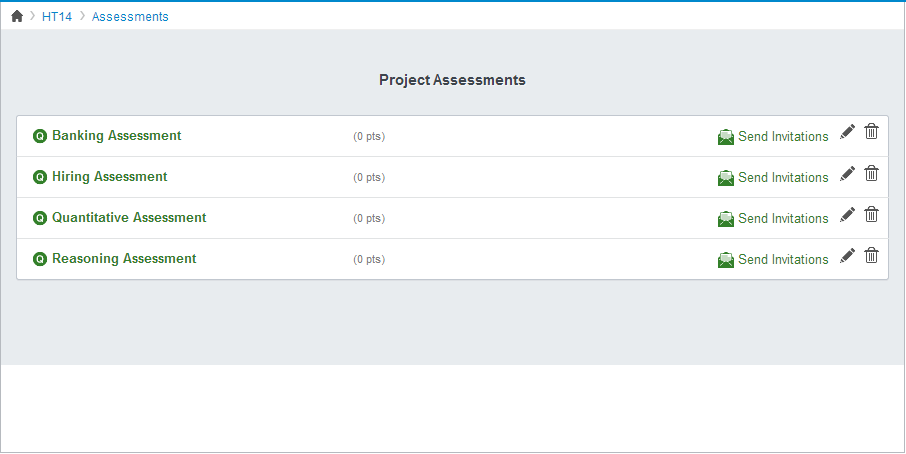 HT14 Assessments
Project Assessments
Q Banking Assessment (0 pts) Send Invitations
Q Hiring Assessment (0 pts) Send Invitations
Q Quantitative Assessment (0 pts) Send Invitations
Q Reasoning Assessment (0 pts) Send Invitations